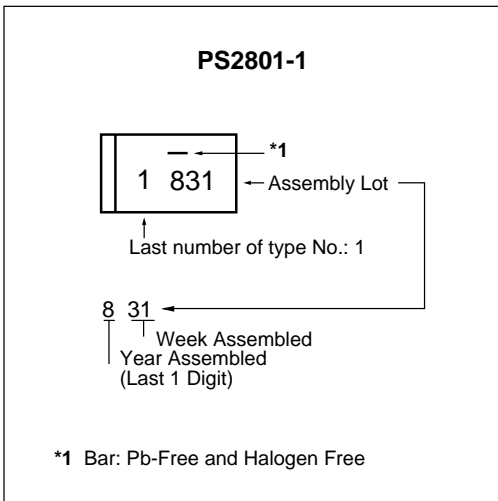 PS2801-1
*1
1 831
Assembly Lot
Last number of type No.: 1
8 31
Week Assembled
Year Assembled
(Last 1 Digit)
*1 Bar: Pb-Free and Halogen Free